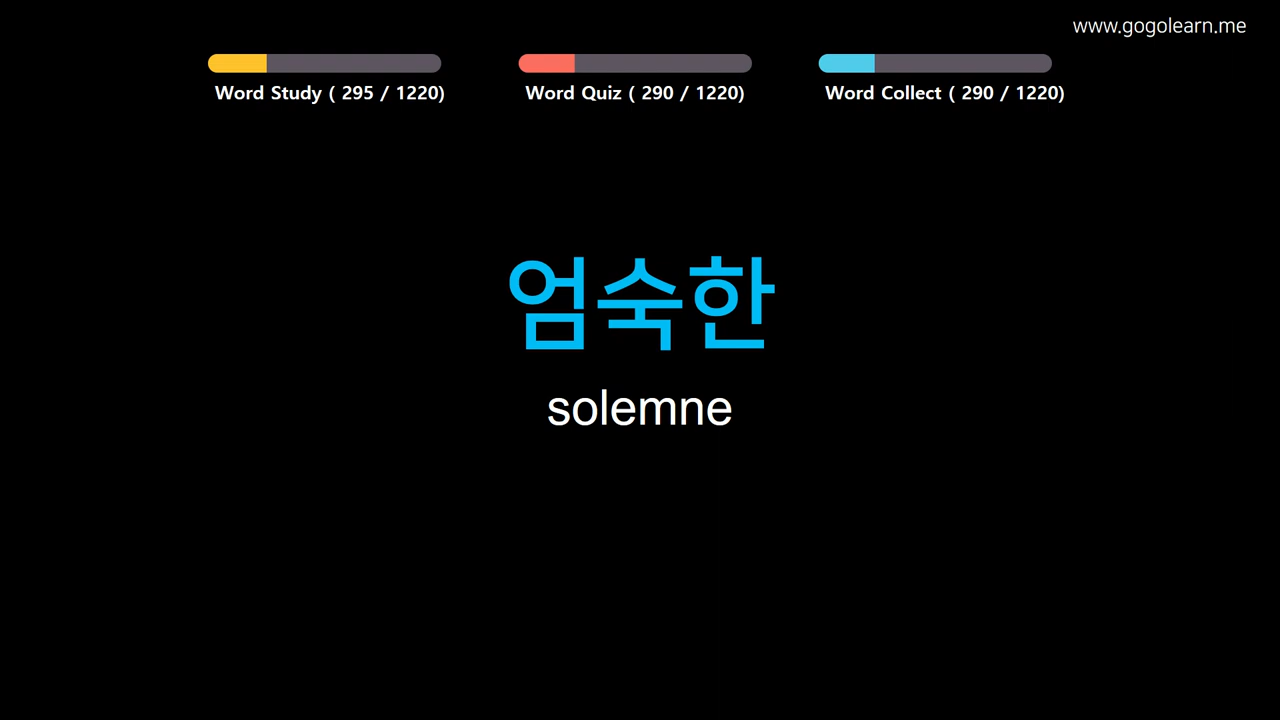 www.gogolearn.me
Word Study ( 295 / 1220)
Word Quiz ( 290 / 1220)
Word Collect ( 290 / 1220)
엄숙한
solemne